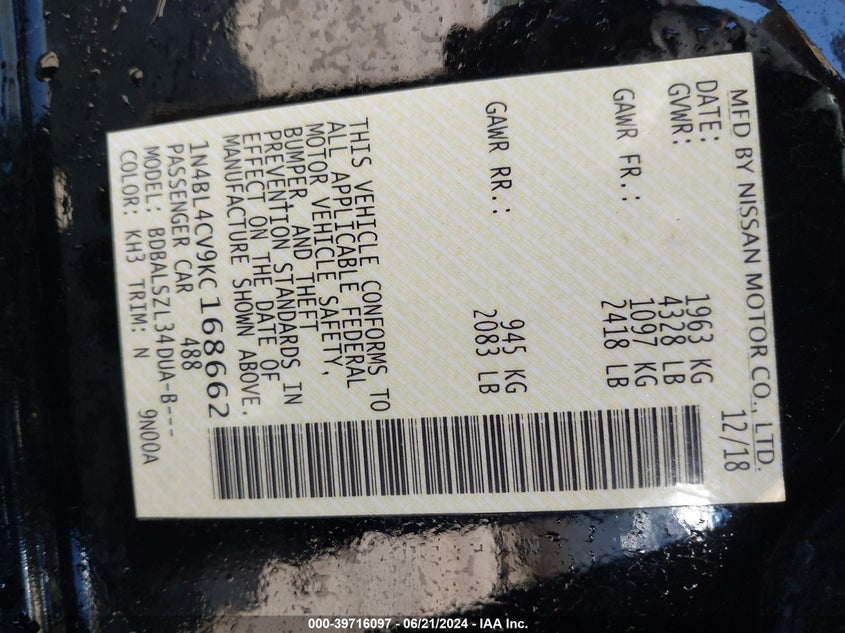 MFD BY NISSAN MOTOR CO., LTD.
DATE: 12/18
GVWR: 1963 KG
4328 LB
GAWR FR.: 1097 KG
2418 LB
GAWR RR.: 945 KG
2083 LB
THIS VEHICLE CONFORMS TO
ALL APPLICABLE FEDERAL
MOTOR VEHICLE SAFETY,
BUMPER, AND THEFT
PREVENTION STANDARDS IN
EFFECT ON THE DATE OF
MANUFACTURE SHOWN ABOVE.
1N4BL4CV9KC168662
PASSENGER CAR 488
MODEL: BDBALSZL34DUA-B---
COLOR: KH3 TRIM: N 9N00A
000-39716097 - 06/21/2024 - IAA Inc.